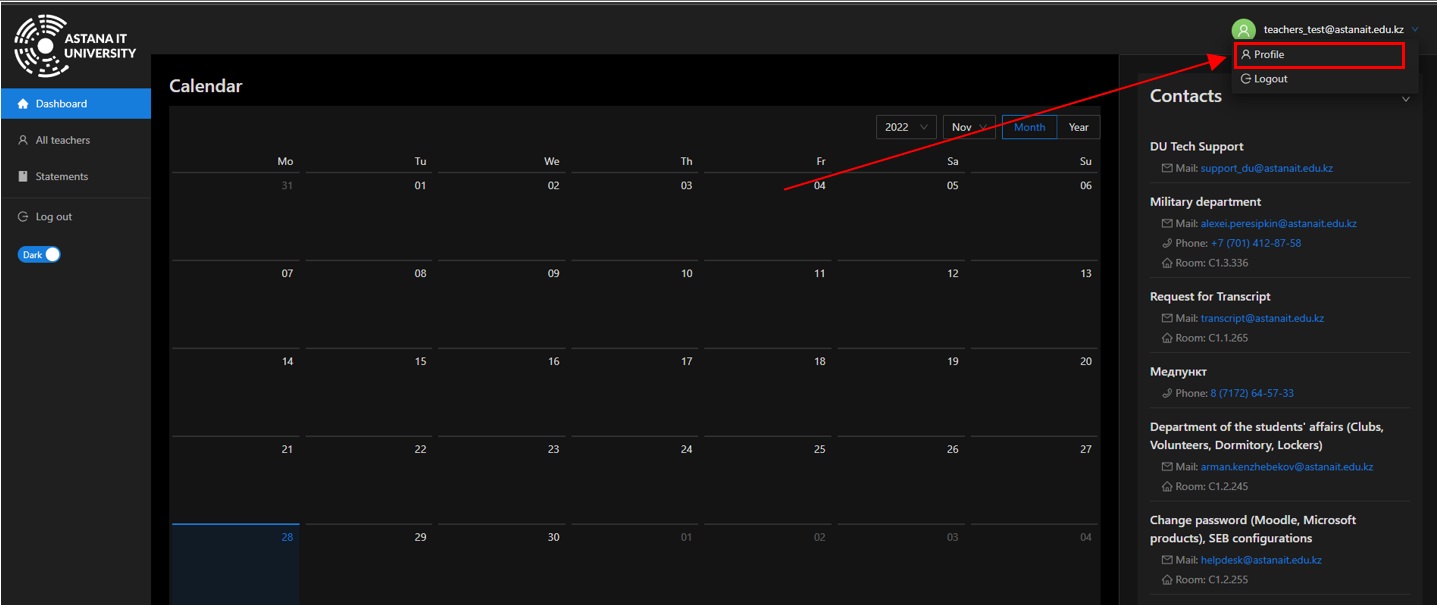 ASTANA IT
UNIVERSITY
teachers_test@astanait.edu.kz
Profile
Logout
Dashboard
All teachers
Statements
Log out
Dark
Calendar
2022
Nov
Month
Year
Mo Tu We Th Fr Sa Su
31 01 02 03 04 05 06
07 08 09 10 11 12 13
14 15 16 17 18 19 20
21 22 23 24 25 26 27
28 29 30 01 02 03 04
Contacts
DU Tech Support
Mail: support_du@astanait.edu.kz
Military department
Mail: alexei.peresipkin@astanait.edu.kz
Phone: +7 (701) 412-87-58
Room: C1.3.336
Request for Transcript
Mail: transcript@astanait.edu.kz
Room: C1.1.265
Медпункт
Phone: 8 (7172) 64-57-33
Department of the students' affairs (Clubs,
Volunteers, Dormitory, Lockers)
Mail: arman.kenzhebekov@astanait.edu.kz
Room: C1.2.245
Change password (Moodle, Microsoft
products), SEB configurations
Mail: helpdesk@astanait.edu.kz
Room: C1.2.255